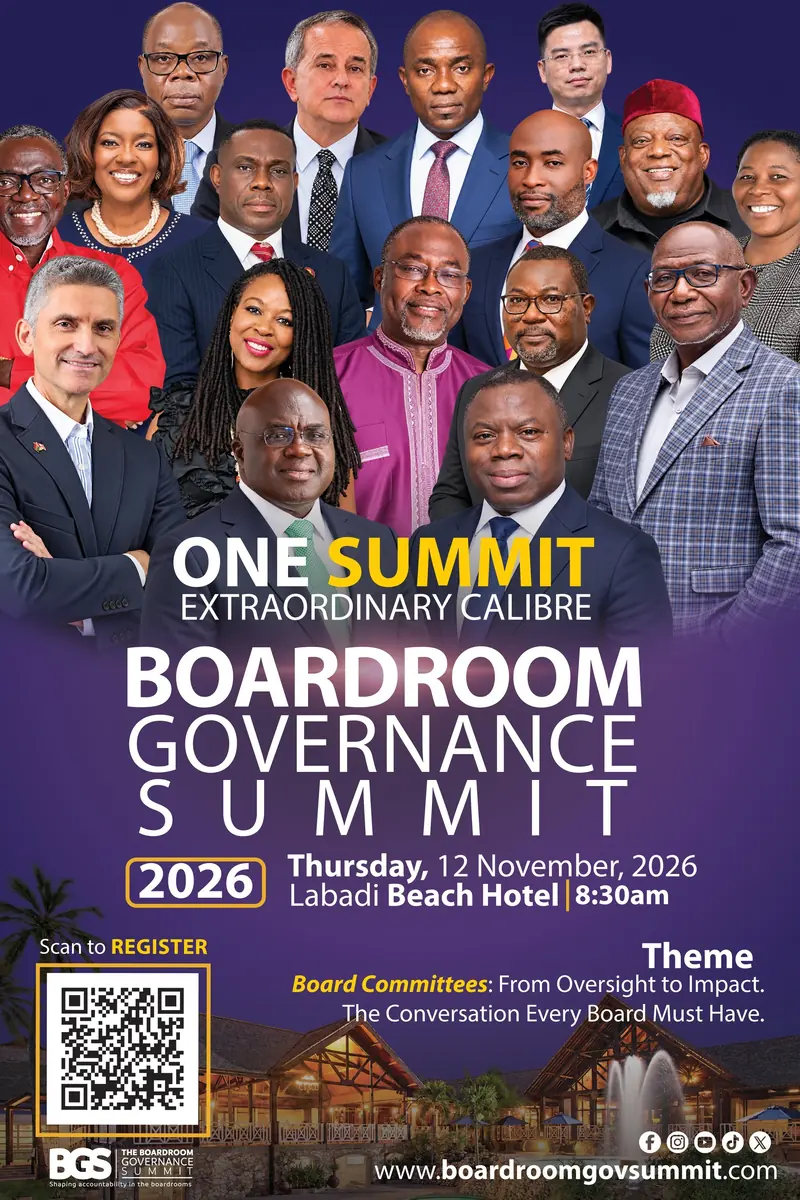 ONE SUMMIT
EXTRAORDINARY CALIBRE
BOARDROOM
GOVERNANCE
SUMMIT
2026
Thursday, 12 November, 2026
Labadi Beach Hotel | 8:30am
Scan to REGISTER
Theme
Board Committees: From Oversight to Impact.
The Conversation Every Board Must Have.
BGS
THE BOARDROOM
GOVERNANCE
SUMMIT
Shaping accountability in the boardrooms
www.boardroomgovsummit.com